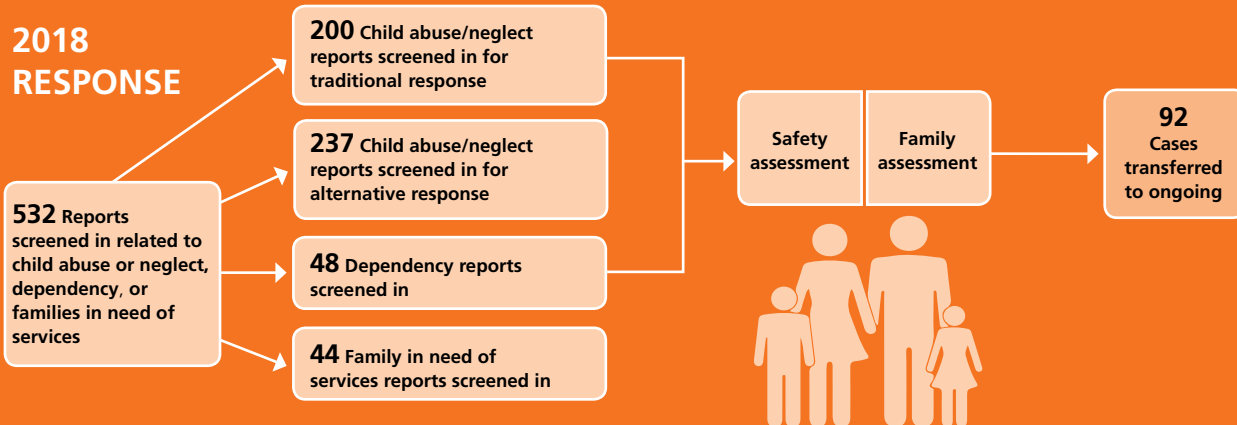 2018
RESPONSE
532 Reports
screened in related to
child abuse or neglect,
dependency, or
families in need of
services
200 Child abuse/neglect
reports screened in for
traditional response
237 Child abuse/neglect
reports screened in for
alternative response
48 Dependency reports
screened in
44 Family in need of
services reports screened in
Safety
assessment
Family
assessment
92
Cases
transferred
to ongoing